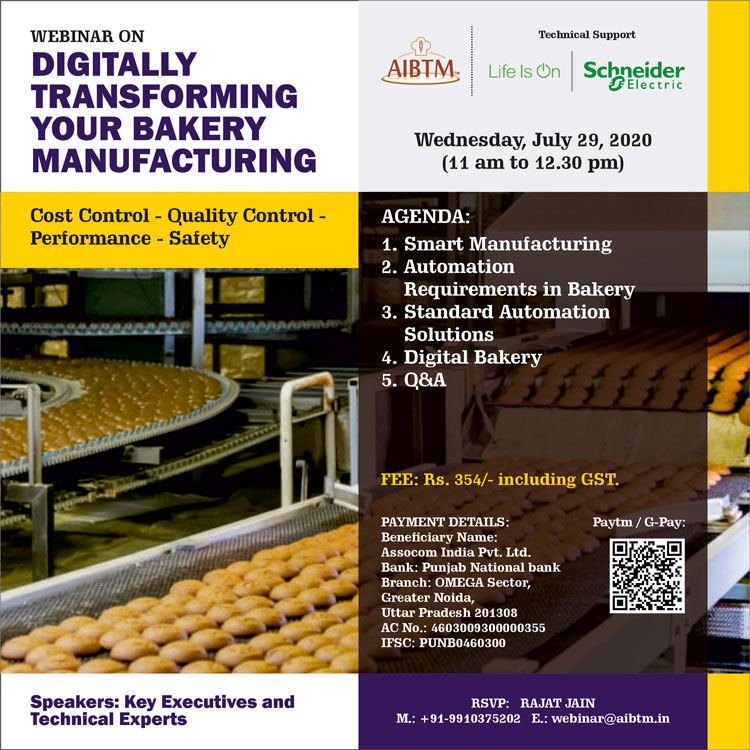 WEBINAR ON
DIGITALLY
TRANSFORMING
YOUR BAKERY
MANUFACTURING
Cost Control - Quality Control -
Performance - Safety
AIBTM™
Technical Support
Life Is On
Schneider
Electric
Wednesday, July 29, 2020
(11 am to 12.30 pm)
AGENDA:
1. Smart Manufacturing
2. Automation
Requirements in Bakery
3. Standard Automation
Solutions
4. Digital Bakery
5. Q&A
FEE: Rs. 354/- including GST.
PAYMENT DETAILS:
Beneficiary Name:
Assocom India Pvt. Ltd.
Bank: Punjab National bank
Branch: OMEGA Sector,
Greater Noida,
Uttar Pradesh 201308
AC No.: 4603009300000355
IFSC: PUNB0460300
Paytm / G-Pay:
Speakers: Key Executives and
Technical Experts
RSVP: RAJAT JAIN
M.: +91-9910375202 E.: webinar@aibtm.in